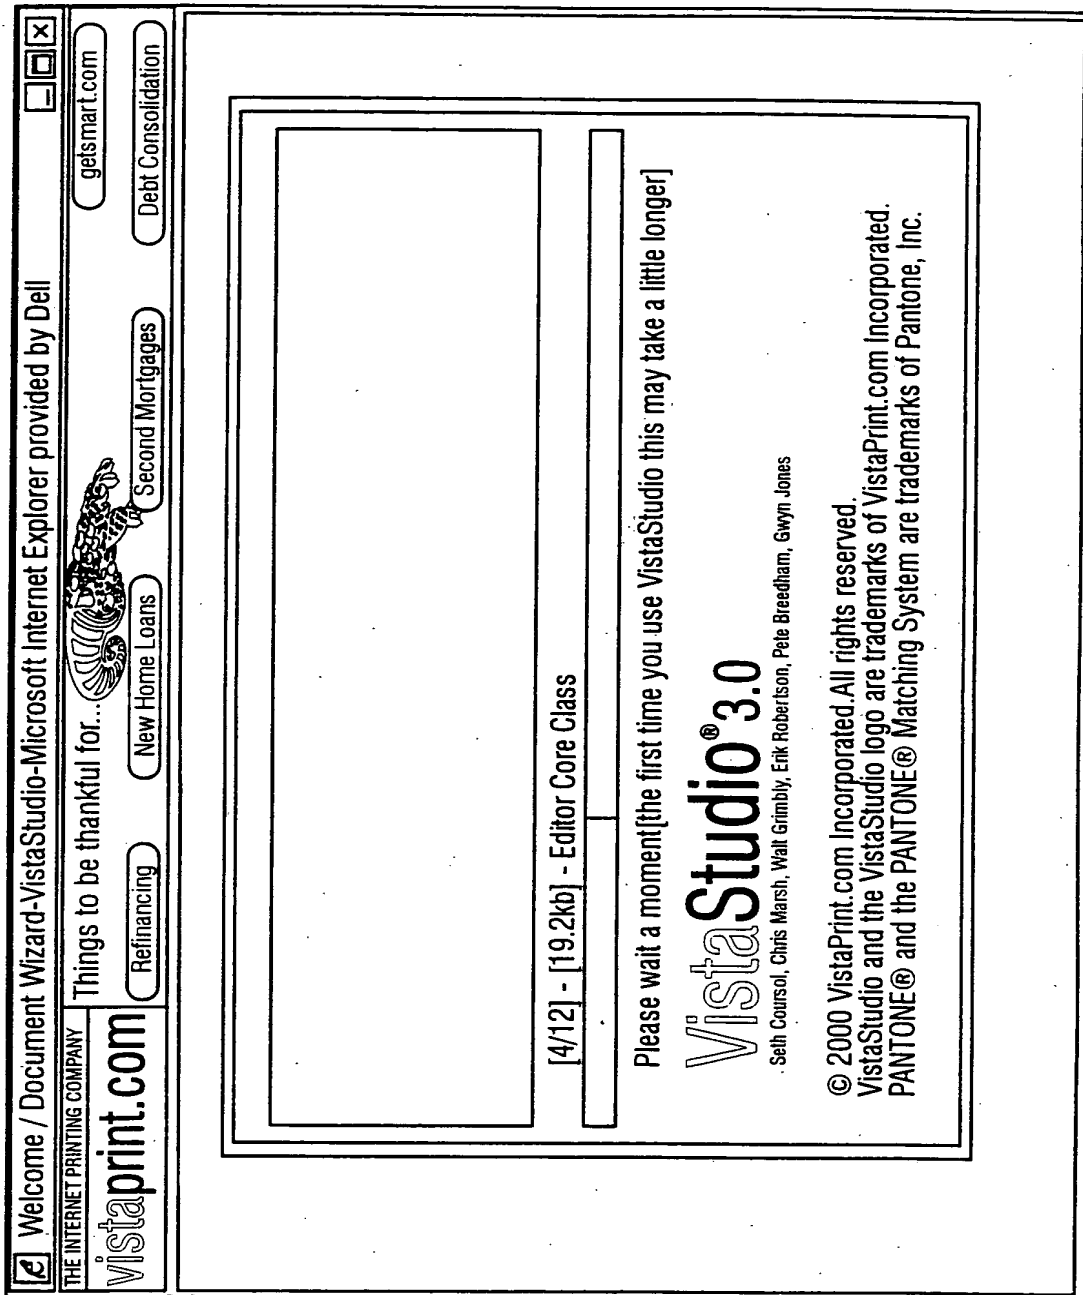 Welcome / Document Wizard-VistaStudio-Microsoft Internet Explorer provided by Dell
THE INTERNET PRINTING COMPANY
vistaprint.com
Things to be thankful for...
getsmart.com
Refinancing
New Home Loans
Second Mortgages
Debt Consolidation
[4/12] - [19.2kb] - Editor Core Class
Please wait a moment[the first time you use VistaStudio this may take a little longer]
VistaStudio® 3.0
Seth Coursol, Chris Marsh, Walt Grimbly, Erik Robertson, Pete Breedham, Gwyn Jones
© 2000 VistaPrint.com Incorporated.All rights reserved.
VistaStudio and the VistaStudio logo are trademarks of VistaPrint.com Incorporated.
PANTONE® and the PANTONE® Matching System are trademarks of Pantone, Inc.